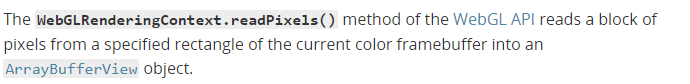 The WebGLRenderingContext.readPixels() method of the WebGL API reads a block of
pixels from a specified rectangle of the current color framebuffer into an
ArrayBufferView object.